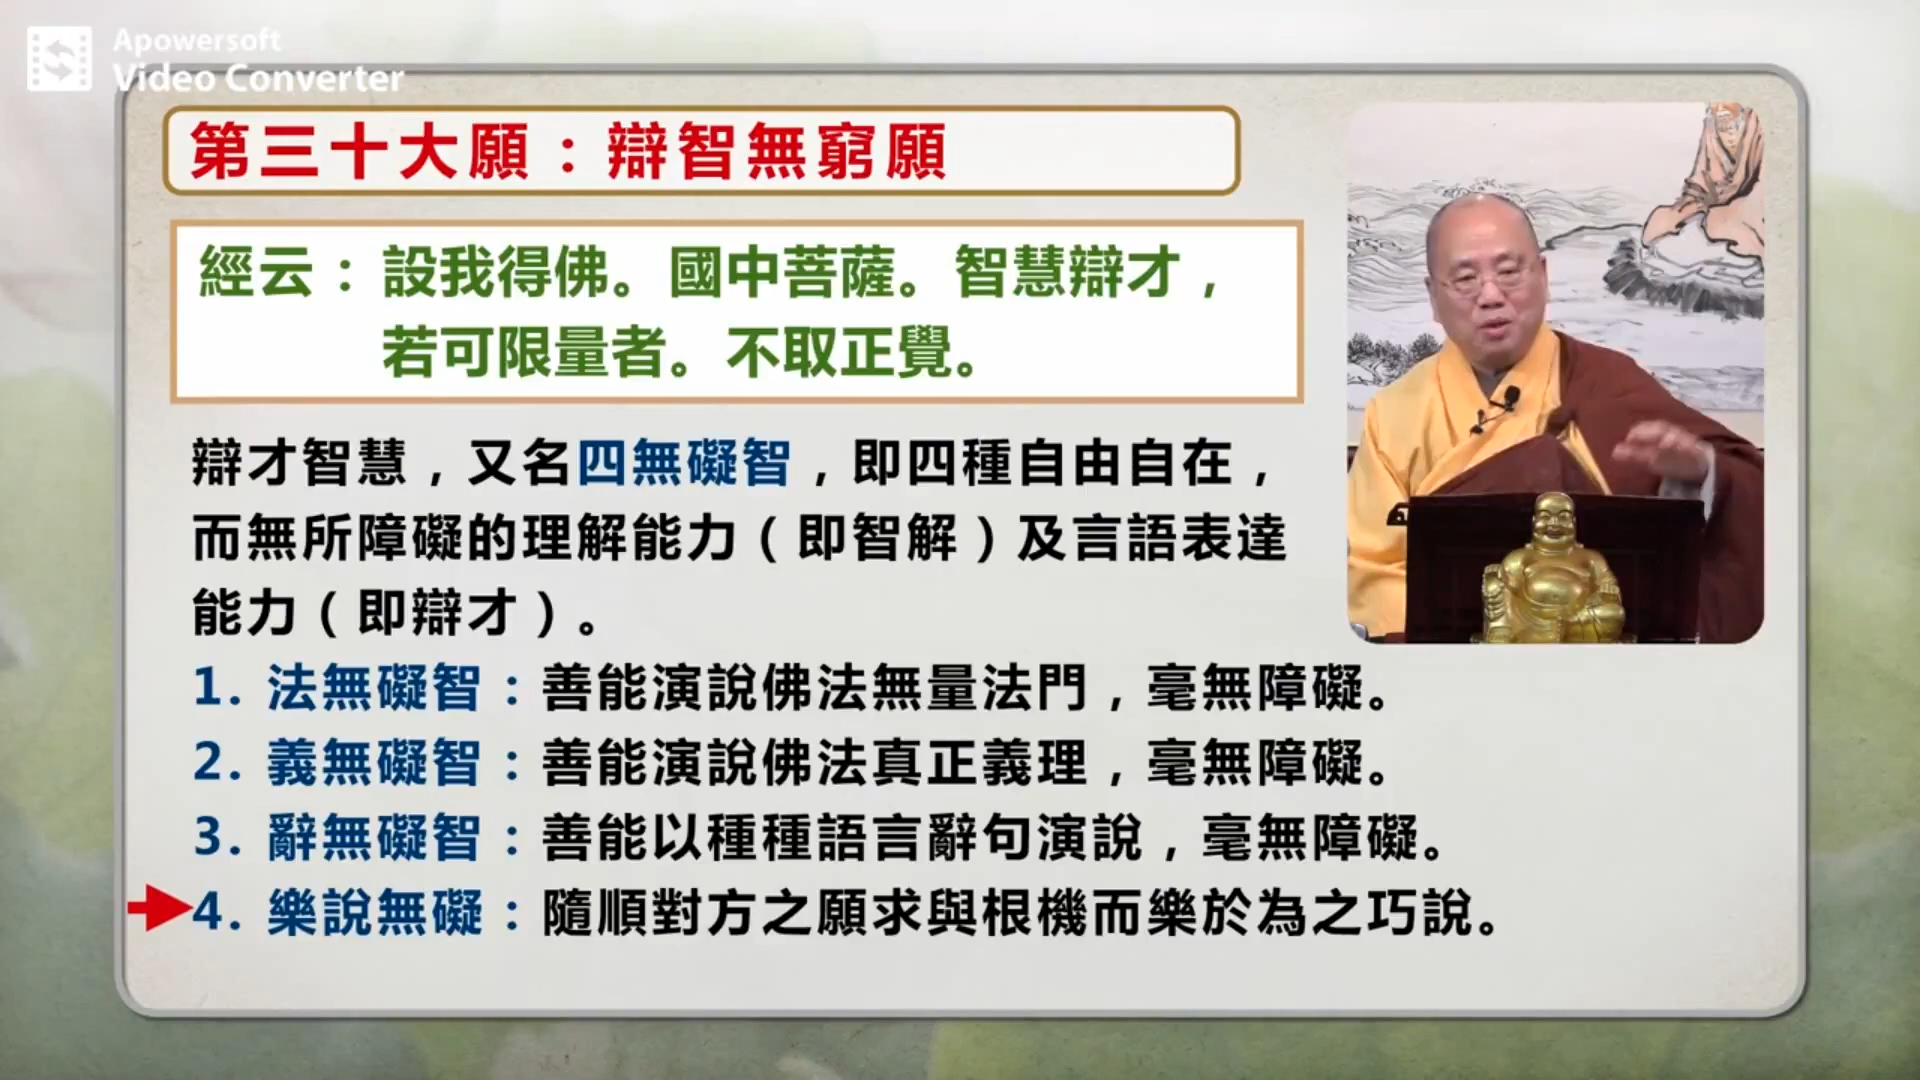 Apowersoft
Video Converter
第三十大願：辯智無窮願
經云：設我得佛。國中菩薩。智慧辯才，
若可限量者。不取正覺。
辯才智慧，又名四無礙智，即四種自由自在，
而無所障礙的理解能力（即智解）及言語表達
能力（即辯才）。
1. 法無礙智：善能演說佛法無量法門，毫無障礙。
2. 義無礙智：善能演說佛法真正義理，毫無障礙。
3. 辭無礙智：善能以種種語言辭句演說，毫無障礙。
4. 樂說無礙：隨順對方之願求與根機而樂於為之巧說。